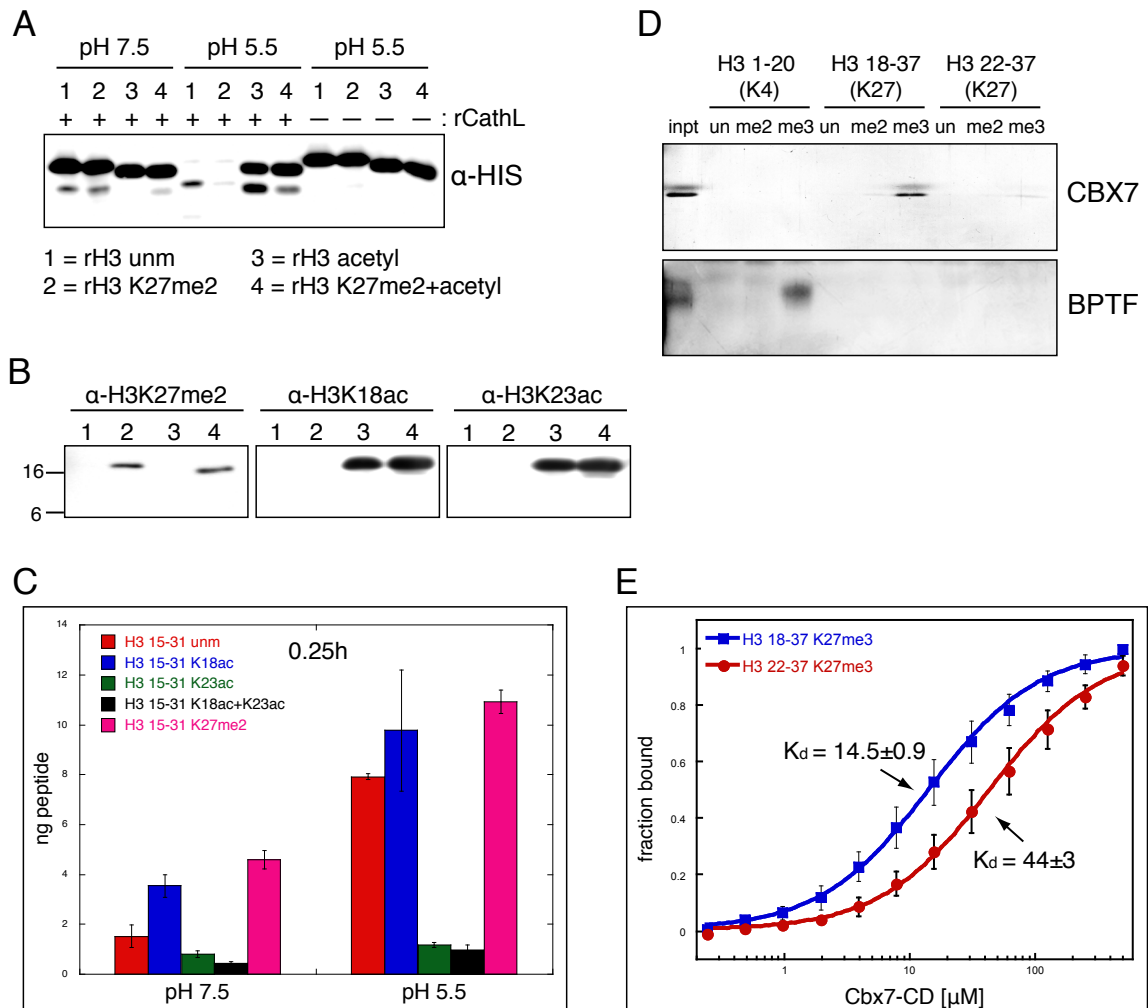 A
pH 7.5 pH 5.5 pH 5.5
1 2 3 4 1 2 3 4 1 2 3 4
+ + + + + + + + – – – – : rCathL
α-HIS
1 = rH3 unm 3 = rH3 acetyl
2 = rH3 K27me2 4 = rH3 K27me2+acetyl
B
α-H3K27me2 α-H3K18ac α-H3K23ac
1 2 3 4 1 2 3 4 1 2 3 4
16
6
C
14
12
10
8
6
4
2
0
ng peptide
H3 15-31 unm
H3 15-31 K18ac
H3 15-31 K23ac
H3 15-31 K18ac+K23ac
H3 15-31 K27me2
0.25h
pH 7.5 pH 5.5
D
H3 1-20 H3 18-37 H3 22-37
(K4) (K27) (K27)
inpt un me2 me3 un me2 me3 un me2 me3
CBX7
BPTF
E
H3 18-37 K27me3
H3 22-37 K27me3
1
0.8
0.6
0.4
0.2
0
fraction bound
Kd = 14.5±0.9
Kd = 44±3
1 10 100
Cbx7-CD [µM]